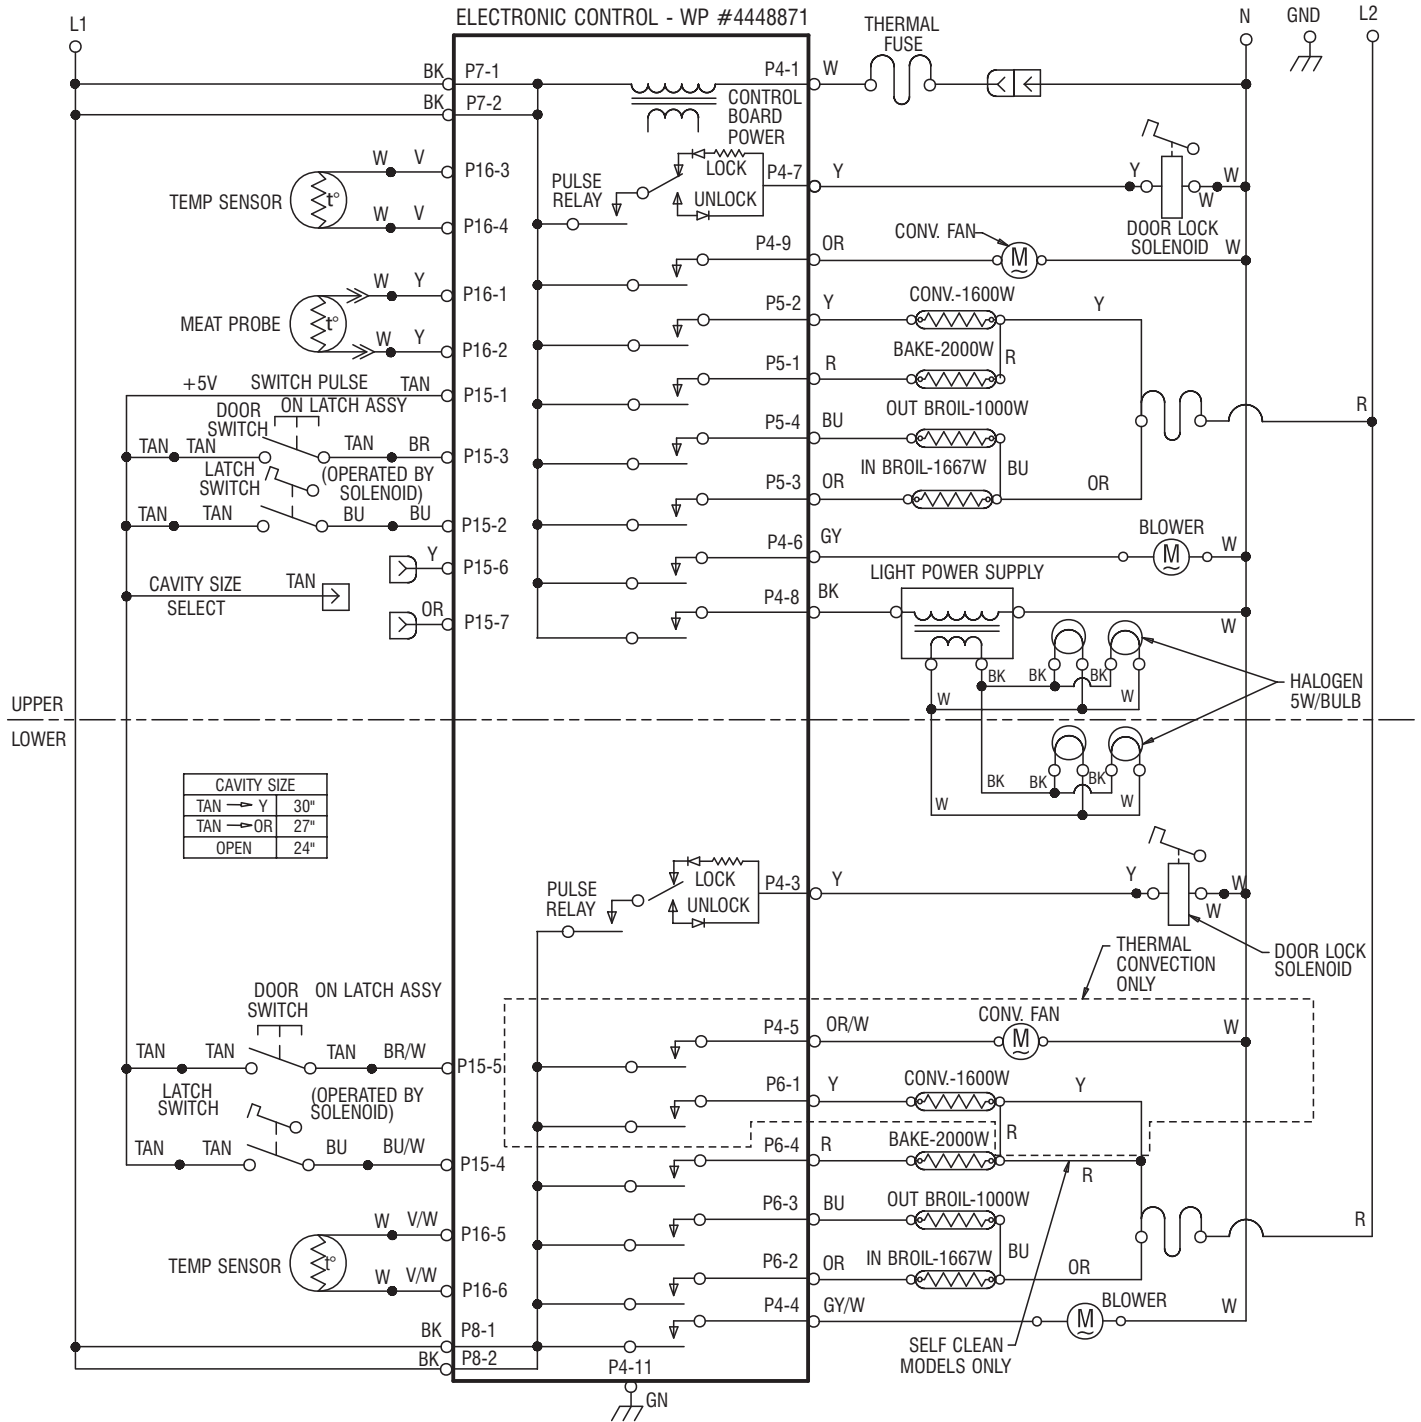 ELECTRONIC CONTROL - WP #4448871
L1
THERMAL
FUSE
N
GND
L2
BK
P7-1
P4-1
W
BK
P7-2
CONTROL
BOARD
POWER
W
V
P16-3
TEMP SENSOR
t°
PULSE
RELAY
LOCK
UNLOCK
P4-7
Y
Y
W
W
DOOR LOCK
SOLENOID
W
V
P16-4
P4-9
OR
CONV. FAN
M
~
W
W
Y
P16-1
MEAT PROBE
t°
W
Y
P16-2
P5-2
Y
CONV.-1600W
Y
BAKE-2000W
R
P5-1
R
+5V
SWITCH PULSE
TAN
P15-1
DOOR
SWITCH
ON LATCH ASSY
OUT BROIL-1000W
R
P5-4
BU
TAN
TAN
TAN
BR
P15-3
LATCH
SWITCH
(OPERATED BY
SOLENOID)
IN BROIL-1667W
BU
P5-3
OR
OR
TAN
TAN
BU
BU
P15-2
P4-6
GY
BLOWER
M
~
W
Y
P15-6
LIGHT POWER SUPPLY
CAVITY SIZE
SELECT
TAN
P4-8
BK
W
OR
P15-7
BK
BK
BK
W
W
HALOGEN
5W/BULB
UPPER
LOWER
BK
BK
BK
W
W
CAVITY SIZE
TAN → Y 30"
TAN → OR 27"
OPEN 24"
PULSE
RELAY
LOCK
UNLOCK
P4-3
Y
Y
W
W
DOOR LOCK
SOLENOID
THERMAL
CONVECTION
ONLY
DOOR
SWITCH
ON LATCH ASSY
P4-5
OR/W
CONV. FAN
M
~
W
TAN
TAN
TAN
BR/W
P15-5
LATCH
SWITCH
(OPERATED BY
SOLENOID)
P6-1
Y
CONV.-1600W
Y
TAN
TAN
BU
BU/W
P15-4
P6-4
R
BAKE-2000W
R
R
P6-3
BU
OUT BROIL-1000W
W
V/W
P16-5
R
TEMP SENSOR
t°
P6-2
OR
IN BROIL-1667W
BU
OR
W
V/W
P16-6
P4-4
GY/W
BLOWER
M
~
W
BK
P8-1
SELF CLEAN
MODELS ONLY
BK
P8-2
P4-11
GN